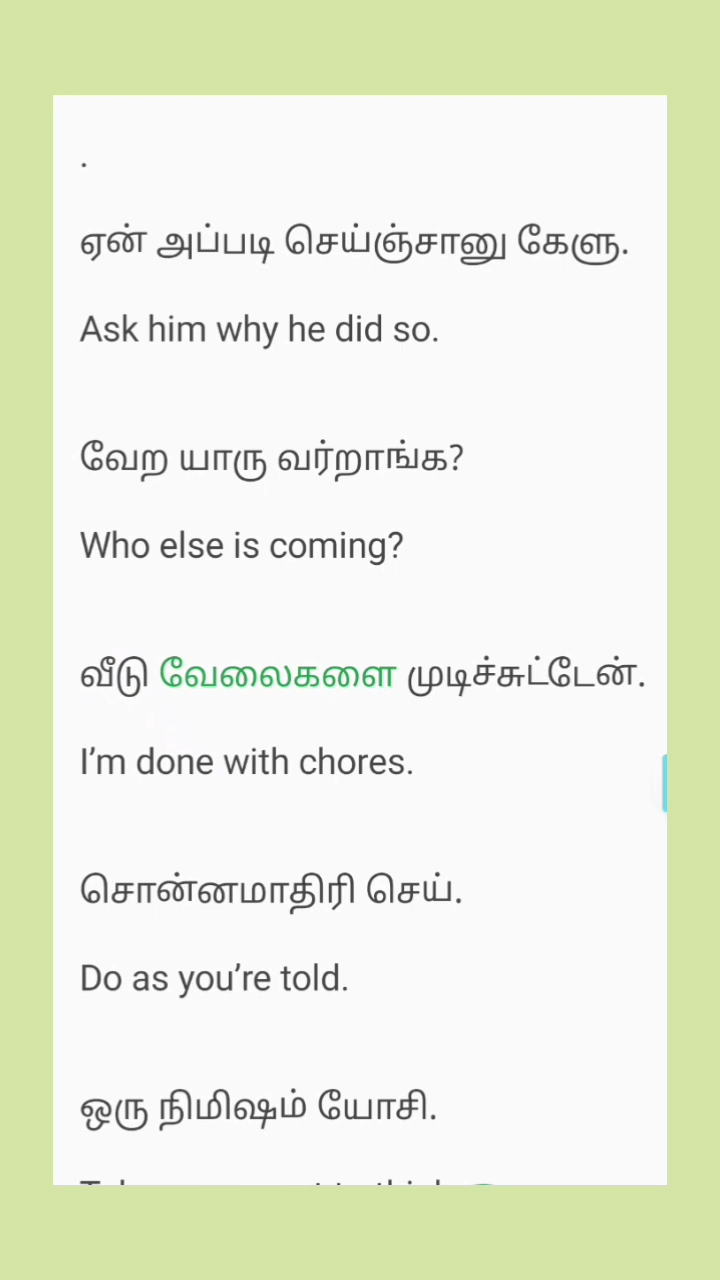 .
ஏன் அப்படி செய்ஞ்சானு கேளு.
Ask him why he did so.
வேற யாரு வர்றாங்க?
Who else is coming?
வீடு வேலைகளை முடிச்சுட்டேன்.
I’m done with chores.
சொன்னமாதிரி செய்.
Do as you’re told.
ஒரு நிமிஷம் யோசி.